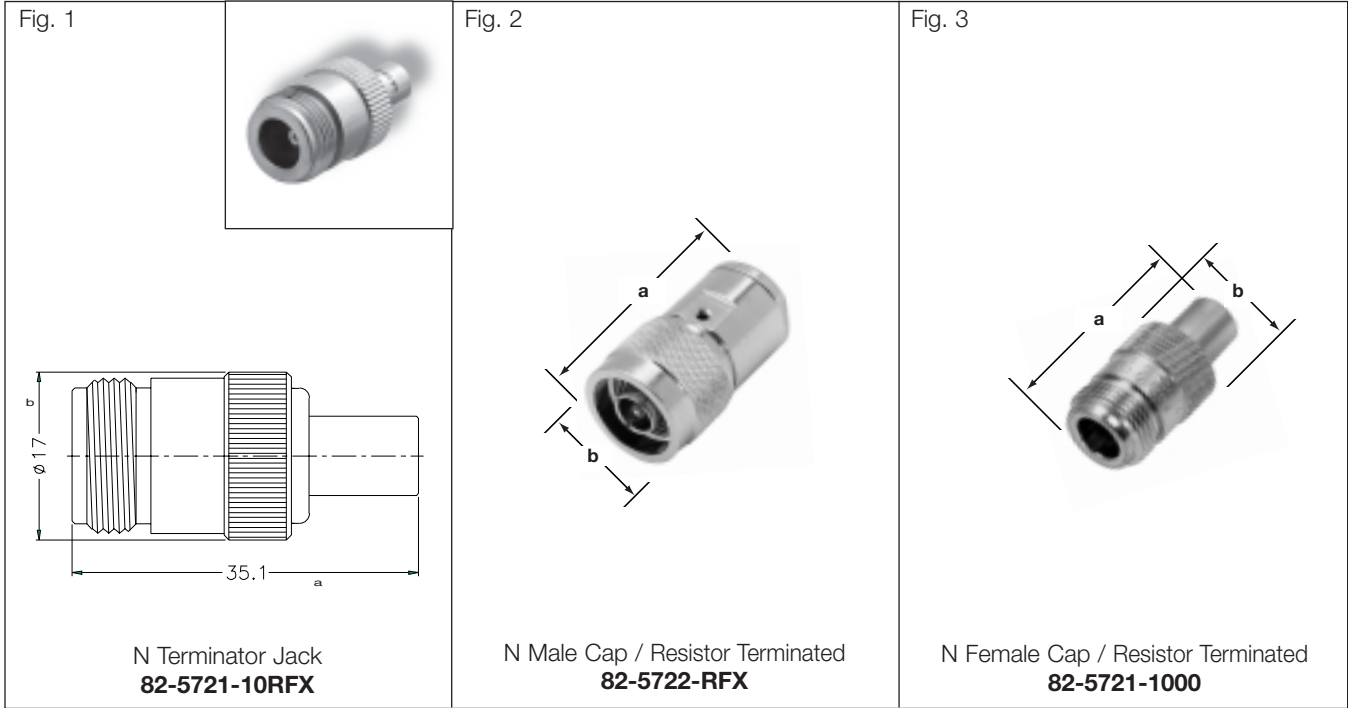 Fig. 1
b
ø17
35.1
a
N Terminator Jack
82-5721-10RFX
Fig. 2
a
b
N Male Cap / Resistor Terminated
82-5722-RFX
Fig. 3
a
b
N Female Cap / Resistor Terminated
82-5721-1000